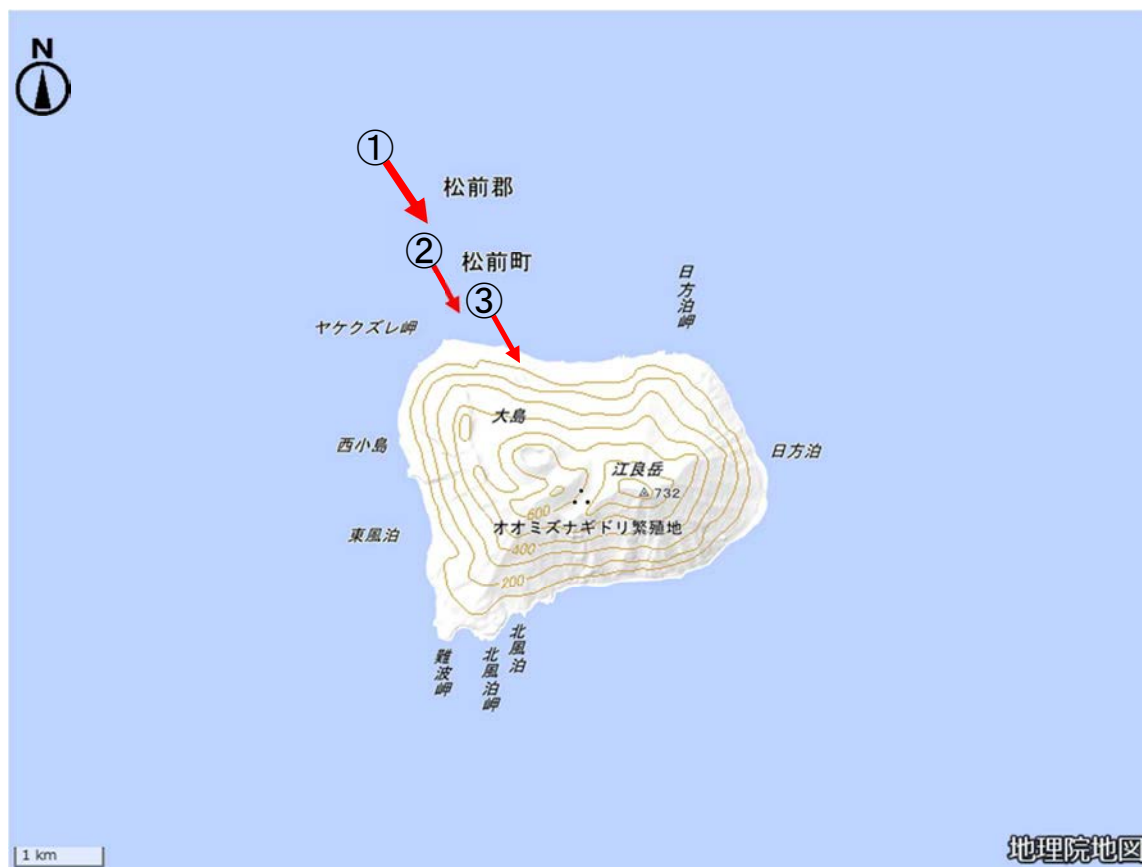 N
①
松前郡
②
松前町
③
日方泊岬
ヤケクズレ岬
大島
西小島
江良岳
日方泊
732
600
オオミズナギドリ繁殖地
東風泊
400
200
北風泊
難波岬
北風泊岬
1 km
地理院地図